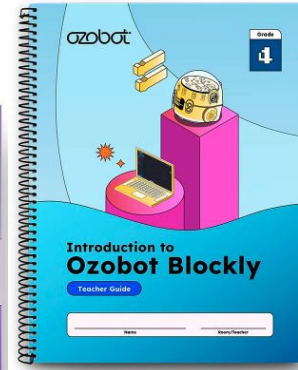 ozobot
Grade
4
Introduction to
Ozobot Blockly
Teacher Guide
Name
Room/Teacher